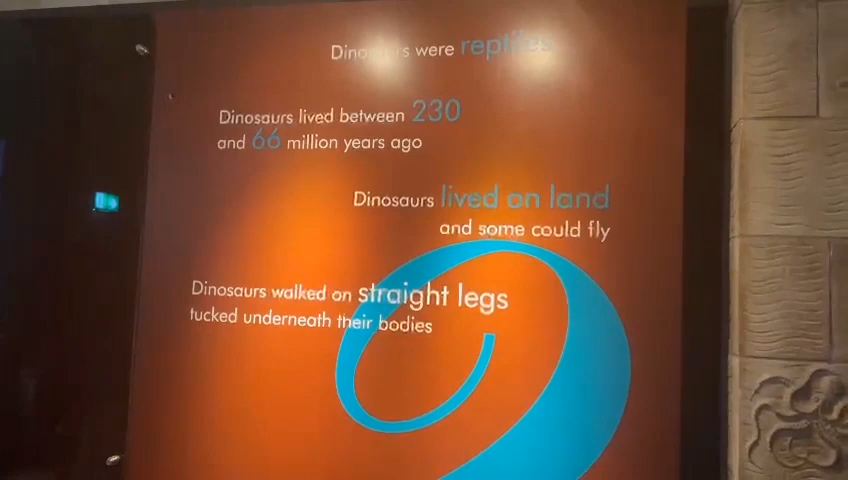 Dinosaurs were reptiles
Dinosaurs lived between 230
and 66 million years ago
Dinosaurs lived on land
and some could fly
Dinosaurs walked on straight legs
tucked underneath their bodies